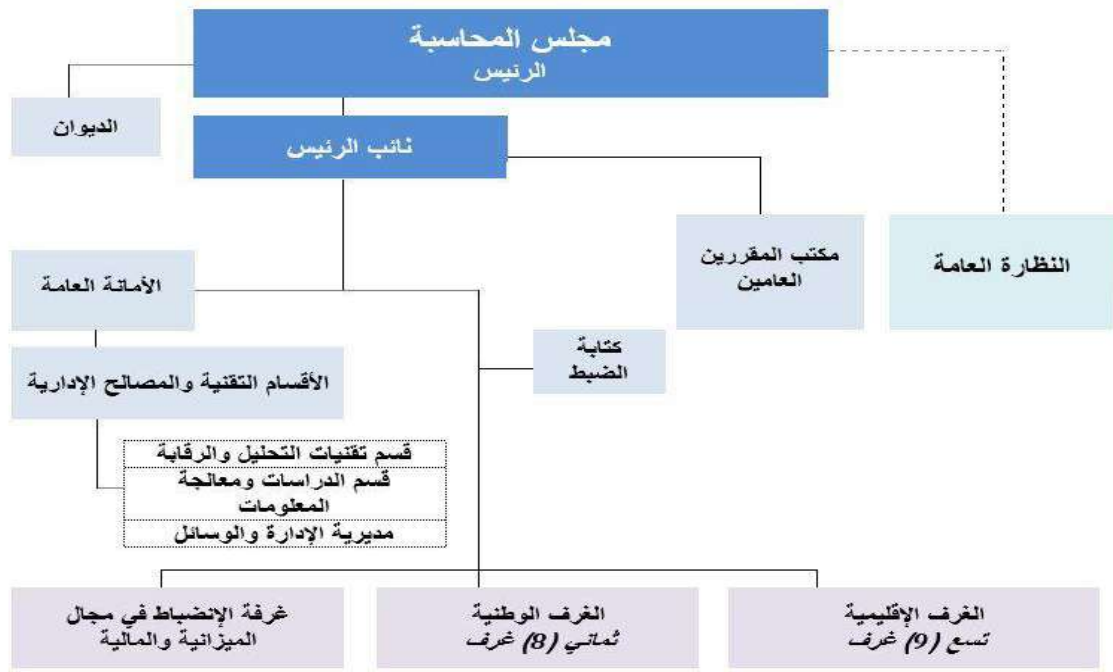 مجلس المحاسبة
الرئيس
الديوان
نائب الرئيس
مكتب المقررين
العامين
النظارة العامة
الأمانة العامة
كتابة
الضبط
الأقسام التقنية والمصالح الإدارية
قسم تقنيات التحليل والرقابة
قسم الدراسات ومعالجة
المعلومات
مديرية الإدارة والوسائل
الغرف الإقليمية
تسع (9) غرف
الغرف الوطنية
ثماني (8) غرف
غرفة الإنضباط في مجال
الميزانية والمالية